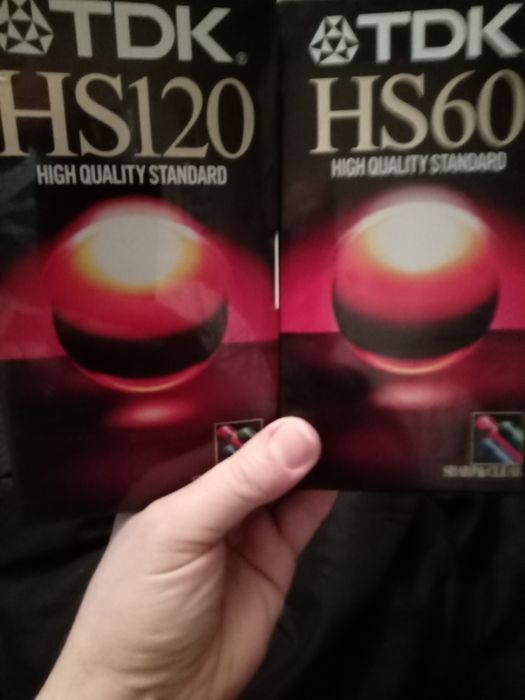 TDK®
HS120
HIGH QUALITY STANDARD
TDK
HS60
HIGH QUALITY STANDARD